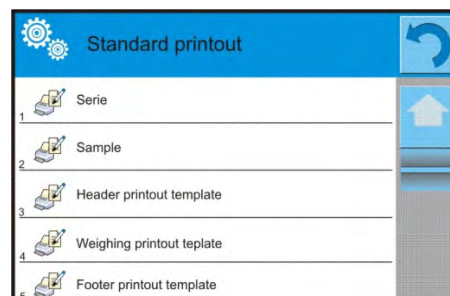 Standard printout
1 Serie
2 Sample
3 Header printout template
4 Weighing printout teplate
5 Footer printout template